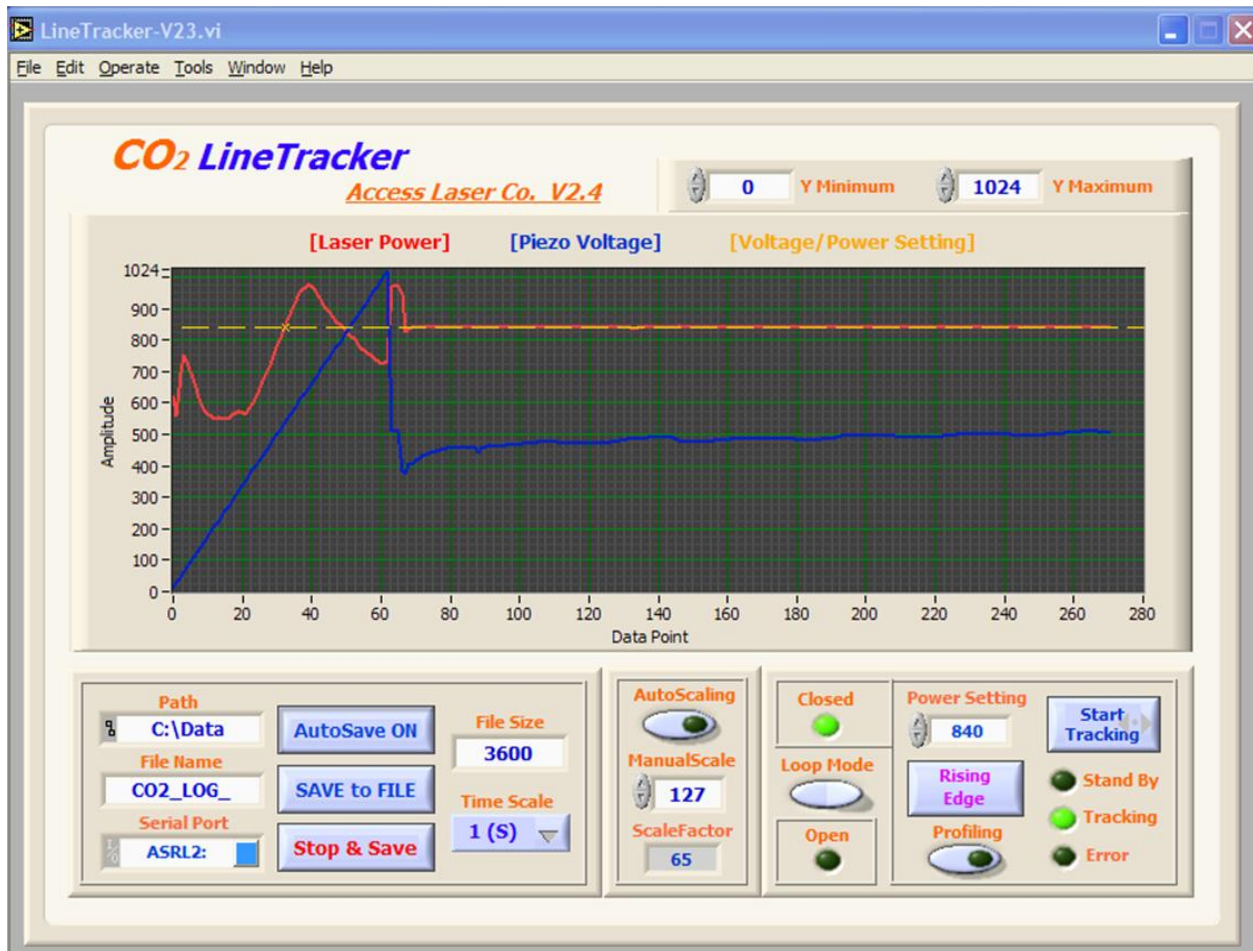 LineTracker-V23.vi
File Edit Operate Tools Window Help
CO2 LineTracker
Access Laser Co. V2.4
0 Y Minimum 1024 Y Maximum
[Laser Power] [Piezo Voltage] [Voltage/Power Setting]
1024
900
800
700
600
500
400
300
200
100
0
Amplitude
0 20 40 60 80 100 120 140 160 180 200 220 240 260 280
Data Point
Path
C:\Data
File Name
CO2_LOG_
Serial Port
I/O
ASRL2:
AutoSave ON
SAVE to FILE
Stop & Save
File Size
3600
Time Scale
1 (S)
AutoScaling
ManualScale
127
ScaleFactor
65
Closed
Loop Mode
Open
Power Setting
840
Rising
Edge
Profiling
Start
Tracking
Stand By
Tracking
Error